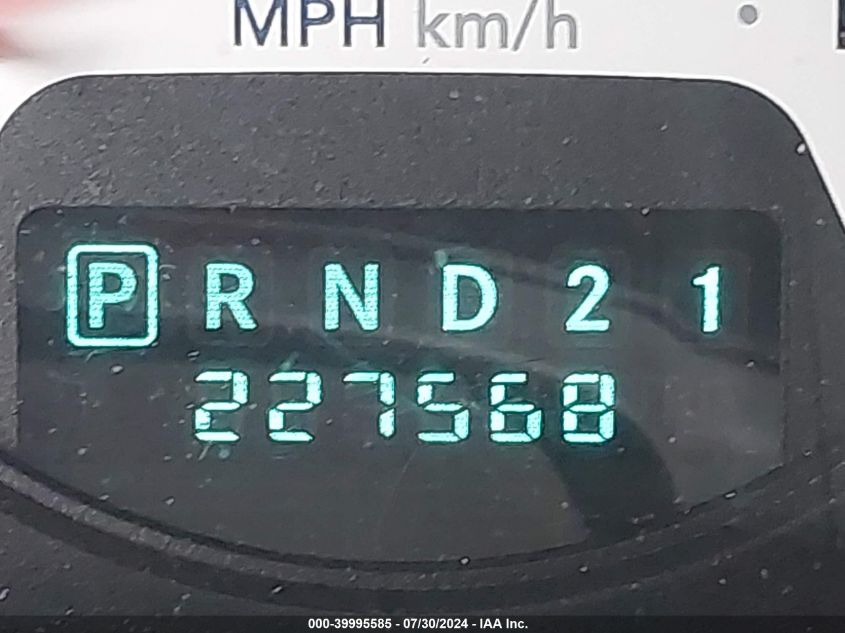 MPH km/h
P R N D 2 1
227568
000-39995585 - 07/30/2024 - IAA Inc.